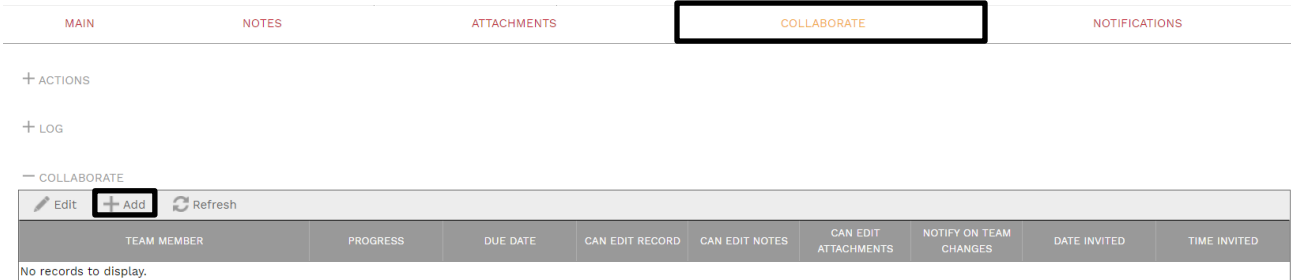 MAIN NOTES ATTACHMENTS COLLABORATE NOTIFICATIONS
ACTIONS
LOG
COLLABORATE
Edit Add Refresh
TEAM MEMBER PROGRESS DUE DATE CAN EDIT RECORD CAN EDIT NOTES CAN EDIT ATTACHMENTS NOTIFY ON TEAM CHANGES DATE INVITED TIME INVITED
No records to display.